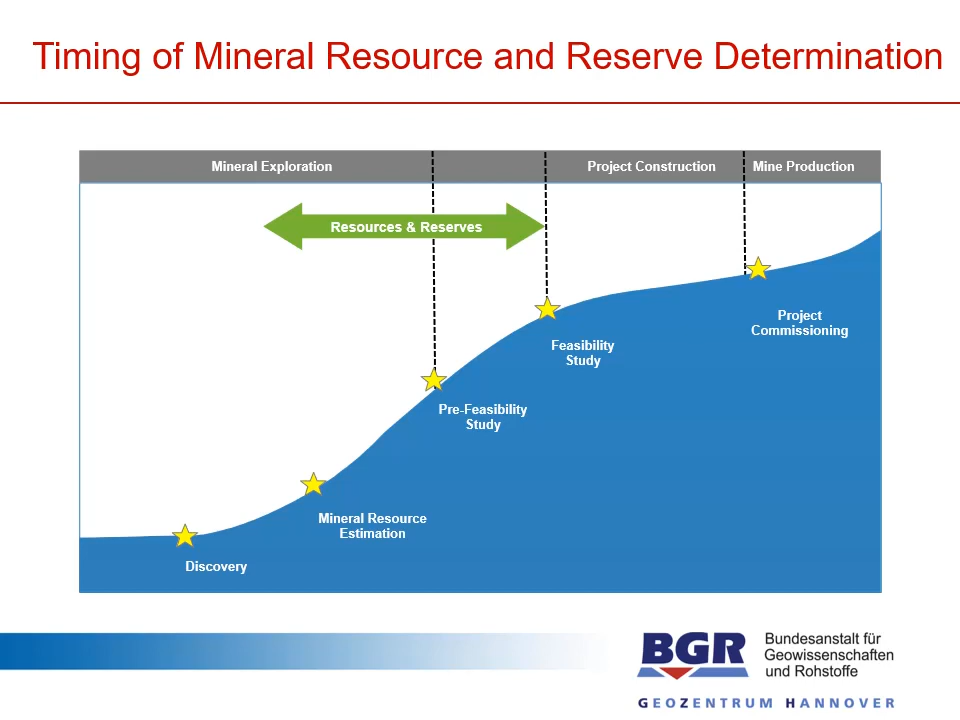 Timing of Mineral Resource and Reserve Determination
Mineral Exploration
Project Construction
Mine Production
Resources & Reserves
Project
Commissioning
Feasibility
Study
Pre-Feasibility
Study
Mineral Resource
Estimation
Discovery
BGR
Bundesanstalt für
Geowissenschaften
und Rohstoffe
GEOZENTRUM HANNOVER